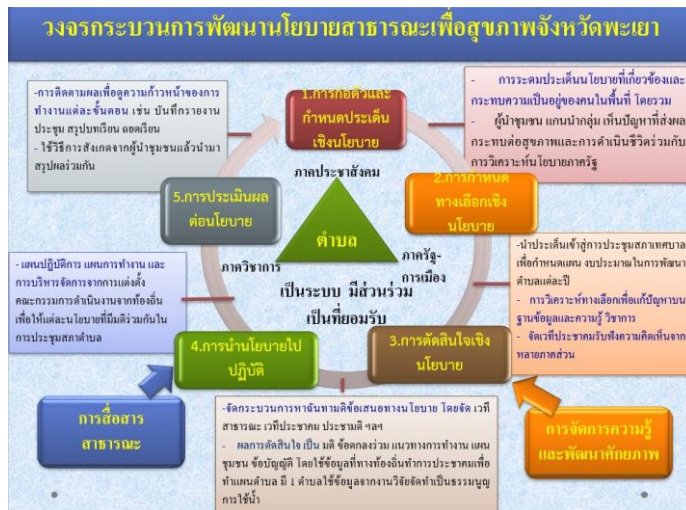 วงจรกระบวนการพัฒนานโยบายสาธารณะเพื่อสุขภาพจังหวัดพะเยา
-การติดตามผลเพื่อดูความก้าวหน้าของการ
ทำงานแต่ละขั้นตอน เช่น บันทึกรายงาน
ประชุม สรุปบทเรียน ถอดเรียน
- ใช้วิธีการสังเกตจากผู้นำชุมชนแล้วนำมา
สรุปผลร่วมกัน
1.การก่อตัวและ
กำหนดประเด็น
เชิงนโยบาย
- การระดมประเด็นนโยบายที่เกี่ยวข้องและ
กระทบความเป็นอยู่ของคนในพื้นที่ โดยรวม
- ผู้นำชุมชน แกนนำกลุ่ม เห็นปัญหาที่ส่งผล
กระทบต่อสุขภาพและการดำเนินชีวิตร่วมกับ
การวิเคราะห์นโยบายภาครัฐ
ภาคประชาสังคม
5.การประเมินผล
ต่อนโยบาย
2.การกำหนด
ทางเลือกเชิง
นโยบาย
ตำบล
ภาควิชาการ
ภาครัฐ-
การเมือง
เป็นระบบ มีส่วนร่วม
เป็นที่ยอมรับ
- แผนปฏิบัติการ แผนการทำงาน และ
การบริหารจัดการจากการแต่งตั้ง
คณะกรรมการดำเนินงานจากท้องถิ่น
เพื่อให้แต่ละนโยบายที่มีมติร่วมกันใน
การประชุมสภาตำบล
-นำประเด็นเข้าสู่การประชุมสภาเทศบาล
เพื่อกำหนดแผน งบประมาณในการพัฒนา
ตำบลแต่ละปี
- การวิเคราะห์ทางเลือกเพื่อแก้ปัญหาบน
ฐานข้อมูลและความรู้ วิชาการ
- จัดเวทีประชาคมรับฟังความคิดเห็นจาก
หลายภาคส่วน
4.การนำนโยบายไป
ปฏิบัติ
3.การตัดสินใจเชิง
นโยบาย
การสื่อสาร
สาธารณะ
-จัดกระบวนการหาฉันทามติข้อเสนอทางนโยบาย โดยจัด เวที
สาธารณะ เวทีประชาคม ประชามติ ฯลฯ
- ผลการตัดสินใจ เป็น มติ ข้อตกลงร่วม แนวทางการทำงาน แผน
ชุมชน ข้อบัญญัติ โดยใช้ข้อมูลที่ทางท้องถิ่นทำการประชาคมเพื่อ
ทำแผนตำบล มี 1 ตำบลใช้ข้อมูลจากงานวิจัยจัดทำเป็นธรรมนูญ
การใช้น้ำ
การจัดการความรู้
และพัฒนาศักยภาพ